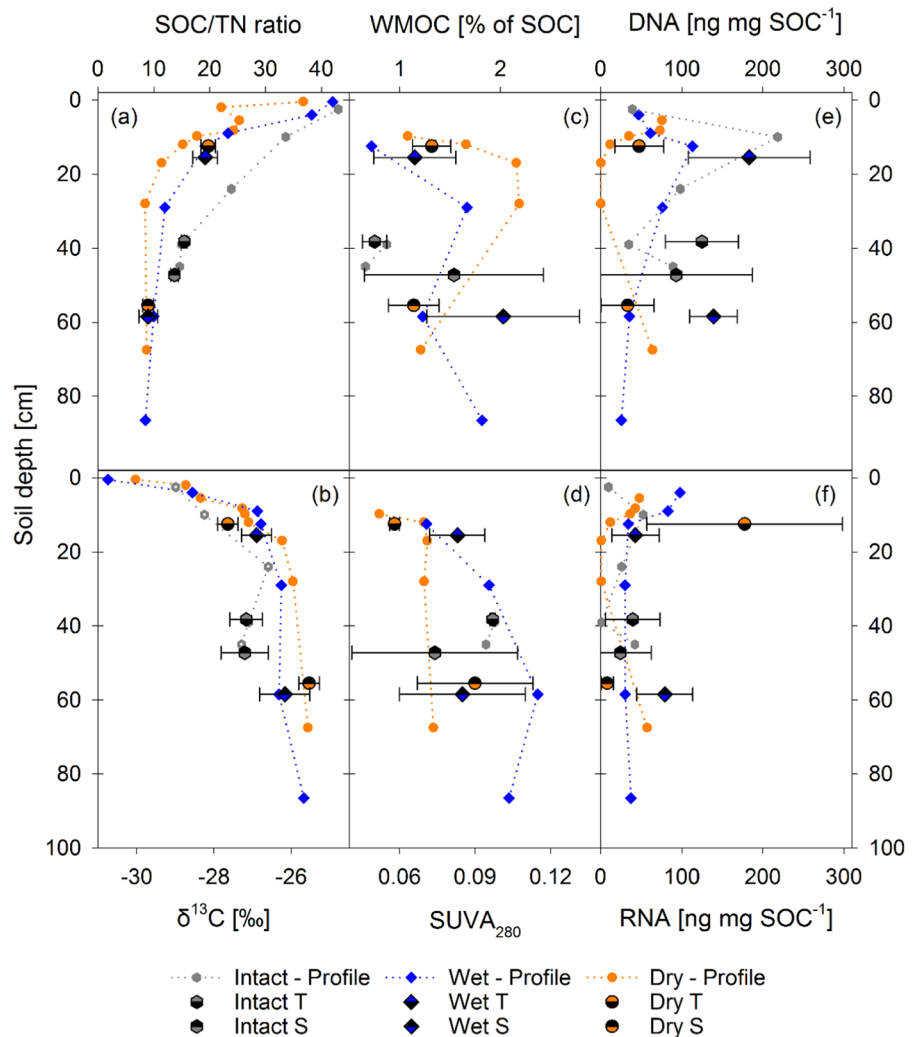 SOC/TN ratio WMOC [% of SOC] DNA [ng mg SOC⁻¹]
0 10 20 30 40 1 2 0 100 200 300
0 (a) (c) (e) 0
20 20
40 40
60 60
80 80
Soil depth [cm]
0 (b) (d) (f) 0
20 20
40 40
60 60
80 80
100 100
Soil depth [cm]
-30 -28 -26 0.06 0.09 0.12 0 100 200 300
δ¹³C [‰] SUVA₂₈₀ RNA [ng mg SOC⁻¹]
Intact - Profile Wet - Profile Dry - Profile
Intact T Wet T Dry T
Intact S Wet S Dry S